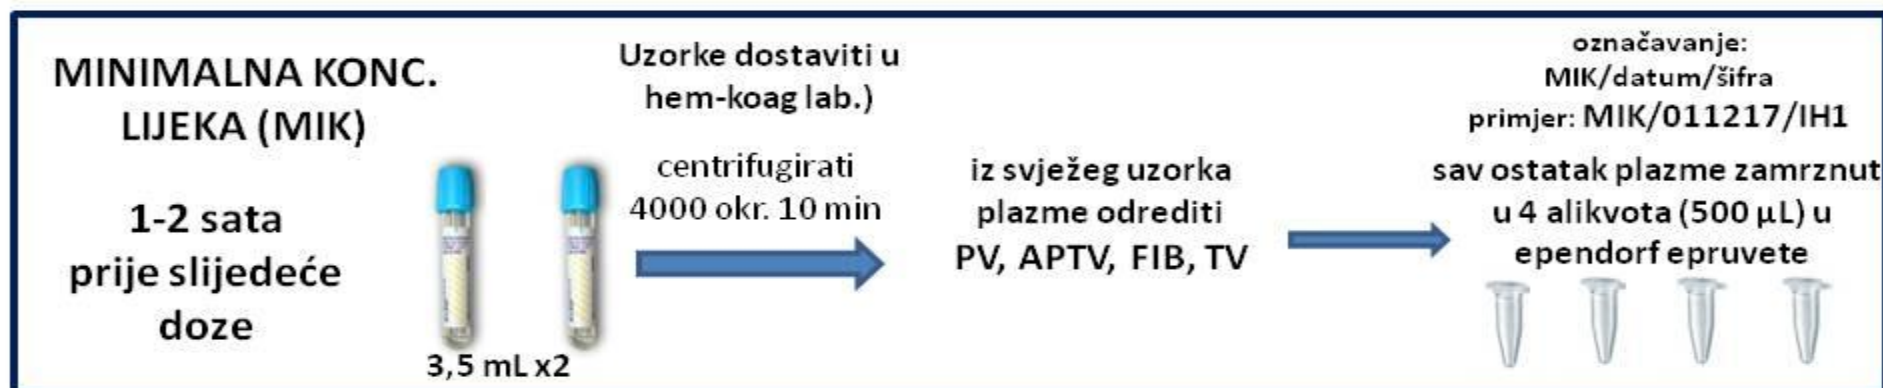 MINIMALNA KONC.
LIJEKA (MIK)
1-2 sata
prije slijedeće
doze
3,5 mL x2
Uzorke dostaviti u
hem-koag lab.)
centrifugirati
4000 okr. 10 min
iz svježeg uzorka
plazme odrediti
PV, APTV, FIB, TV
označavanje:
MIK/datum/šifra
primjer: MIK/011217/IH1
sav ostatak plazme zamrznut
u 4 alikvota (500 µL) u
ependorf epruvete